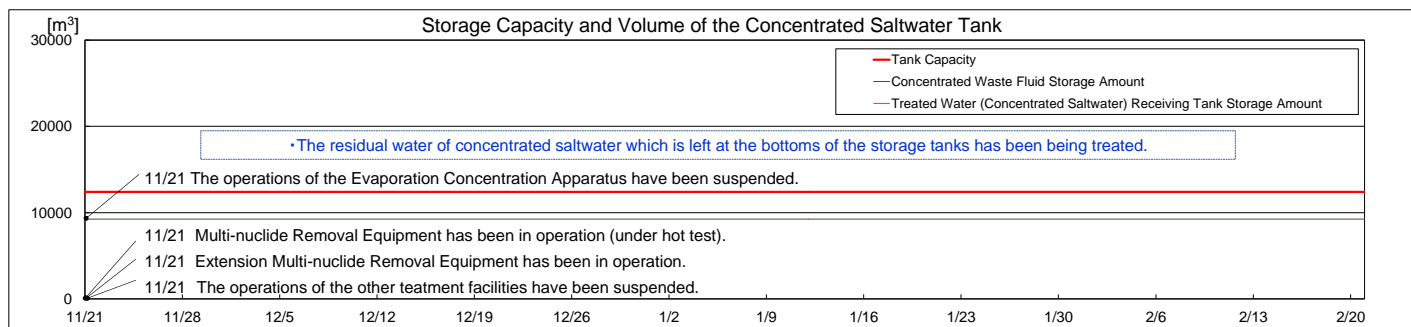 Storage Capacity and Volume of the Concentrated Saltwater Tank
[m³]
30000
Tank Capacity
Concentrated Waste Fluid Storage Amount
Treated Water (Concentrated Saltwater) Receiving Tank Storage Amount
20000
・The residual water of concentrated saltwater which is left at the bottoms of the storage tanks has been being treated.
11/21 The operations of the Evaporation Concentration Apparatus have been suspended.
10000
11/21 Multi-nuclide Removal Equipment has been in operation (under hot test).
11/21 Extension Multi-nuclide Removal Equipment has been in operation.
11/21 The operations of the other teatment facilities have been suspended.
0
11/21 11/28 12/5 12/12 12/19 12/26 1/2 1/9 1/16 1/23 1/30 2/6 2/13 2/20